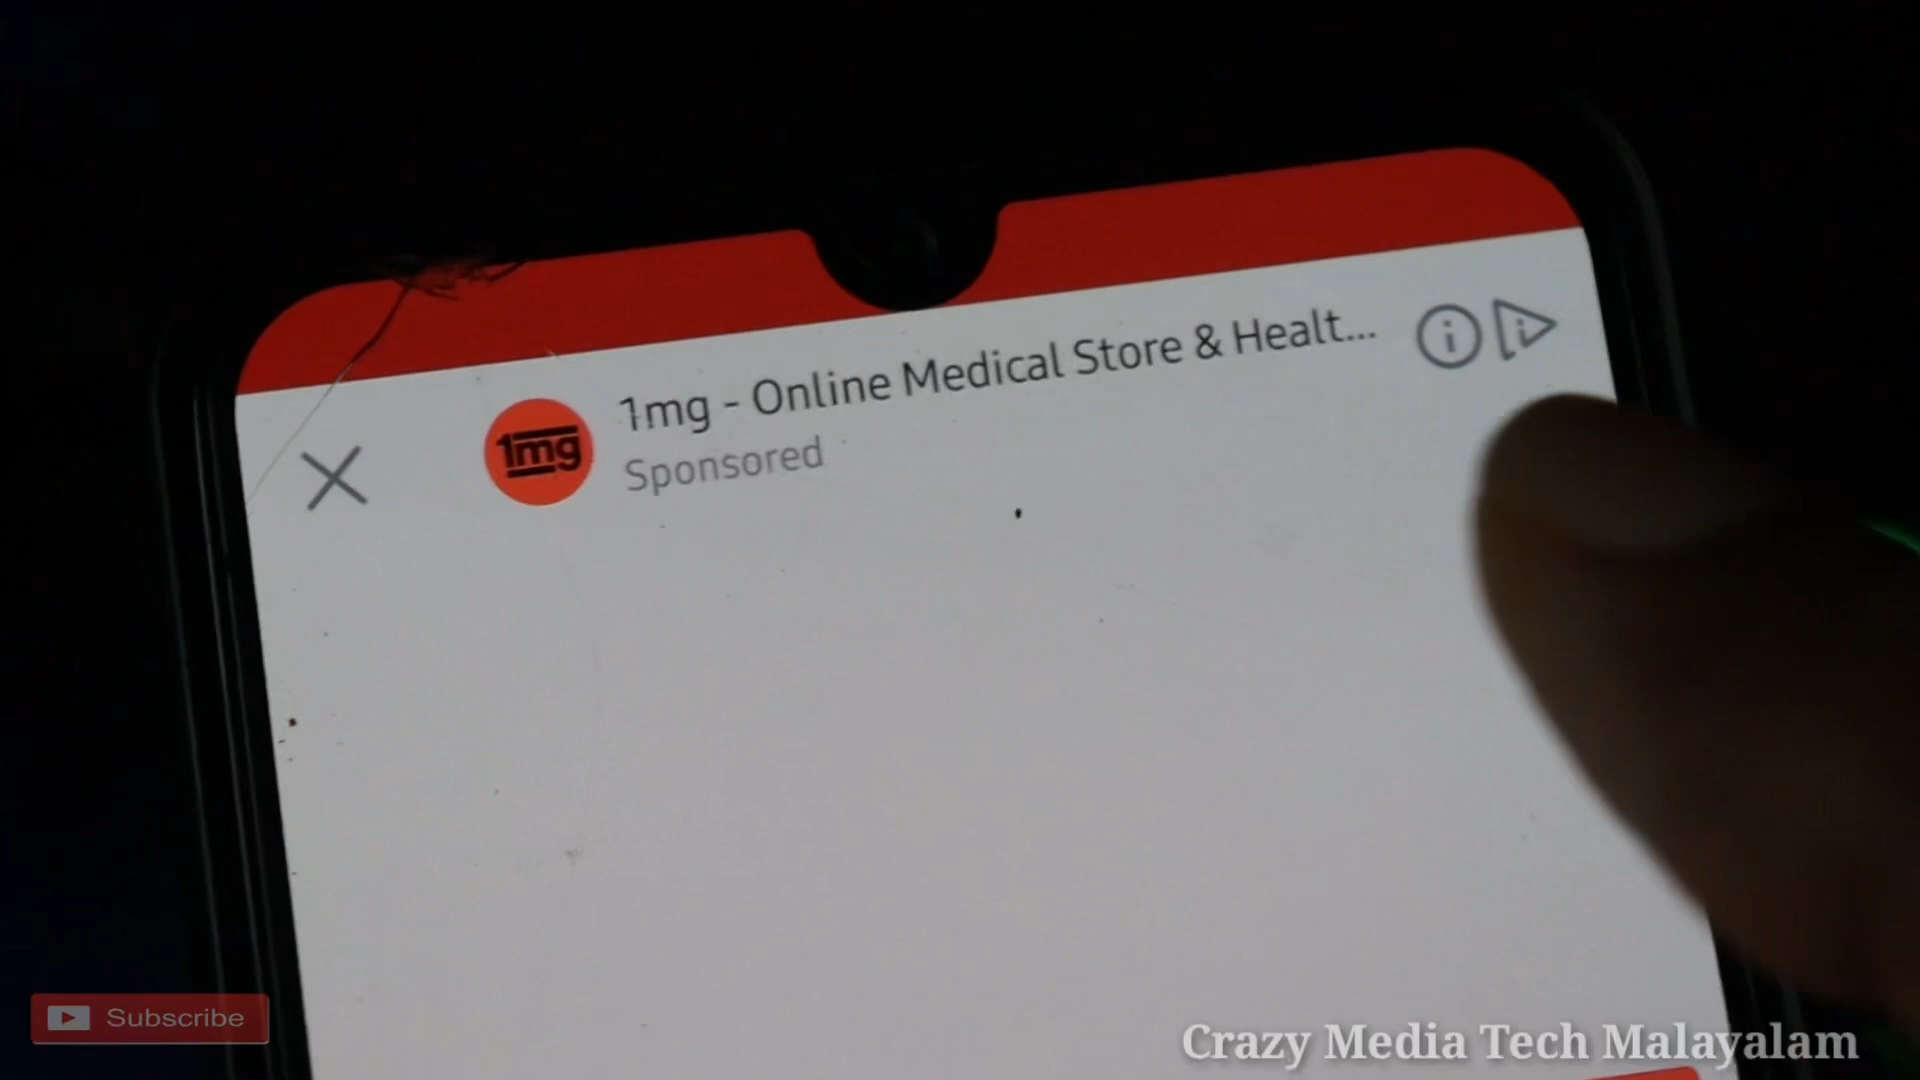 1mg - Online Medical Store & Healt...
1mg
Sponsored
Subscribe
Crazy Media Tech Malayalam